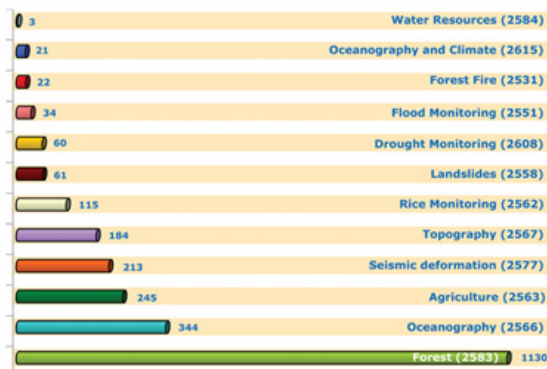 3 Water Resources (2584)
21 Oceanography and Climate (2615)
22 Forest Fire (2531)
34 Flood Monitoring (2551)
60 Drought Monitoring (2608)
61 Landslides (2558)
115 Rice Monitoring (2562)
184 Topography (2567)
213 Seismic deformation (2577)
245 Agriculture (2563)
344 Oceanography (2566)
Forest (2583) 1130